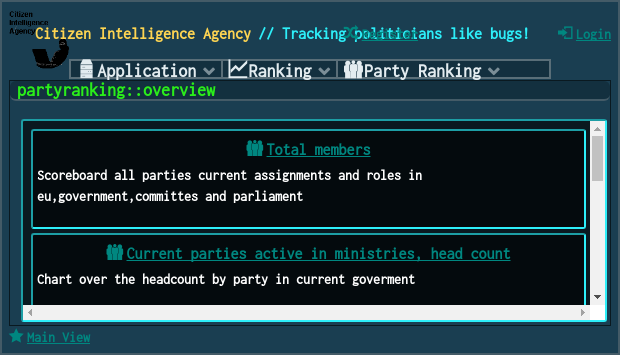 Citizen
Intelligence
Agency
Citizen Intelligence Agency // Tracking politicians like bugs!
Login
Application
Ranking
Party Ranking
partyranking::overview
Total members
Scoreboard all parties current assignments and roles in
eu,government,committes and parliament
Current parties active in ministries, head count
Chart over the headcount by party in current goverment
Main View